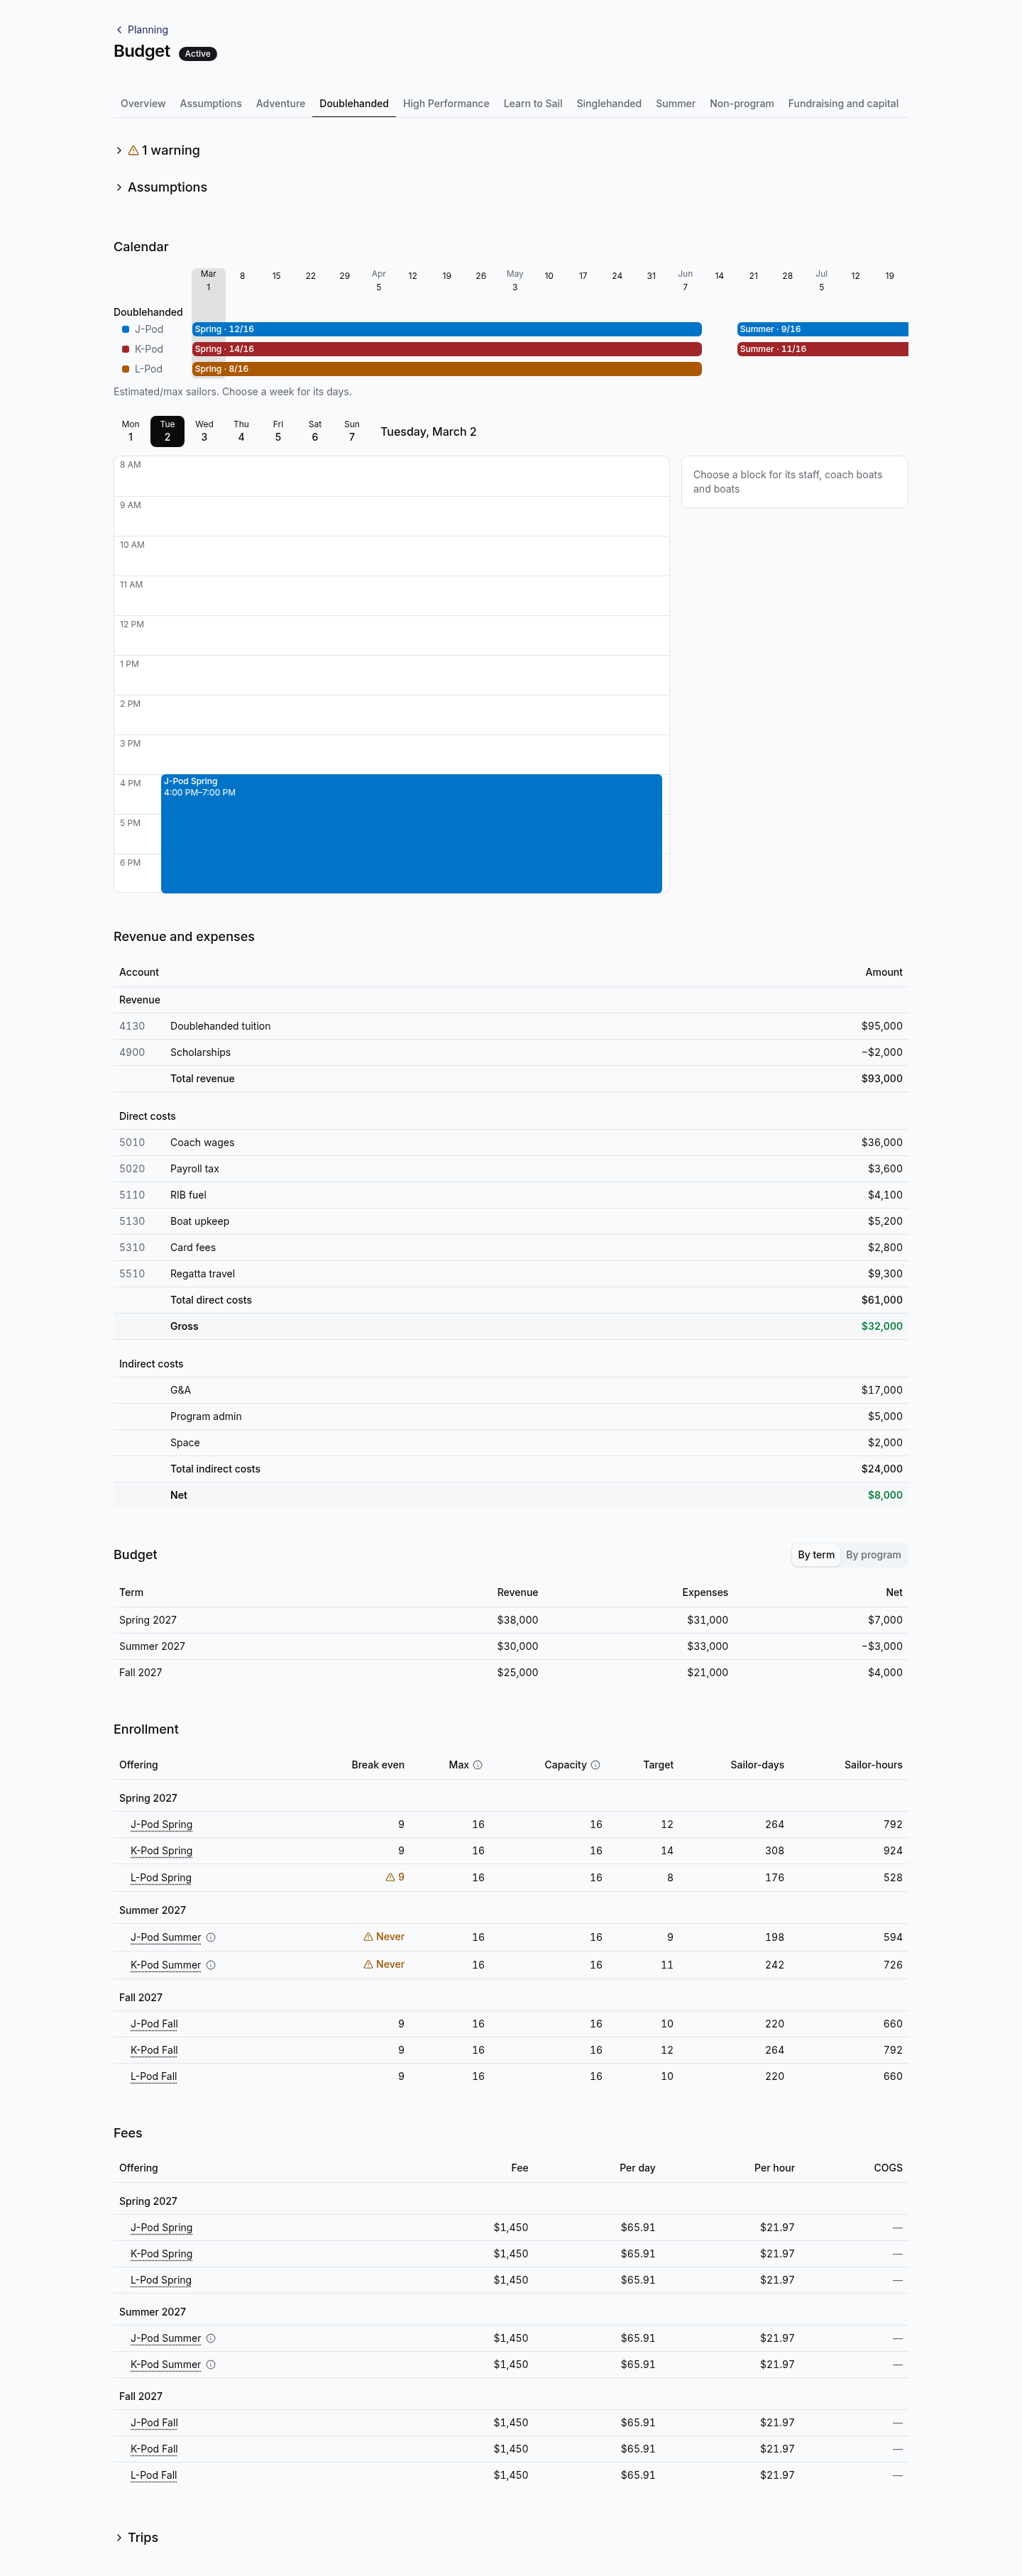 Planning
Budget Active
Overview Assumptions Adventure Doublehanded High Performance Learn to Sail Singlehanded Summer Non-program Fundraising and capital
1 warning
Assumptions
Calendar
Mar 8 15 22 29 Apr 12 19 26 May 10 17 24 31 Jun 14 21 28 Jul 12 19
1 5 3 7 5
Doublehanded
J-Pod Spring · 12/16 Summer · 9/16
K-Pod Spring · 14/16 Summer · 11/16
L-Pod Spring · 8/16
Estimated/max sailors. Choose a week for its days.
Mon Tue Wed Thu Fri Sat Sun
1 2 3 4 5 6 7 Tuesday, March 2
8 AM
Choose a block for its staff, coach boats
and boats
9 AM
10 AM
11 AM
12 PM
1 PM
2 PM
3 PM
4 PM J-Pod Spring
4:00 PM–7:00 PM
5 PM
6 PM
Revenue and expenses
Account Amount
Revenue
4130 Doublehanded tuition $95,000
4900 Scholarships −$2,000
Total revenue $93,000
Direct costs
5010 Coach wages $36,000
5020 Payroll tax $3,600
5110 RIB fuel $4,100
5130 Boat upkeep $5,200
5310 Card fees $2,800
5510 Regatta travel $9,300
Total direct costs $61,000
Gross $32,000
Indirect costs
G&A $17,000
Program admin $5,000
Space $2,000
Total indirect costs $24,000
Net $8,000
Budget By term By program
Term Revenue Expenses Net
Spring 2027 $38,000 $31,000 $7,000
Summer 2027 $30,000 $33,000 −$3,000
Fall 2027 $25,000 $21,000 $4,000
Enrollment
Offering Break even Max Capacity Target Sailor-days Sailor-hours
Spring 2027
J-Pod Spring 9 16 16 12 264 792
K-Pod Spring 9 16 16 14 308 924
L-Pod Spring 9 16 16 8 176 528
Summer 2027
J-Pod Summer Never 16 16 9 198 594
K-Pod Summer Never 16 16 11 242 726
Fall 2027
J-Pod Fall 9 16 16 10 220 660
K-Pod Fall 9 16 16 12 264 792
L-Pod Fall 9 16 16 10 220 660
Fees
Offering Fee Per day Per hour COGS
Spring 2027
J-Pod Spring $1,450 $65.91 $21.97 —
K-Pod Spring $1,450 $65.91 $21.97 —
L-Pod Spring $1,450 $65.91 $21.97 —
Summer 2027
J-Pod Summer $1,450 $65.91 $21.97 —
K-Pod Summer $1,450 $65.91 $21.97 —
Fall 2027
J-Pod Fall $1,450 $65.91 $21.97 —
K-Pod Fall $1,450 $65.91 $21.97 —
L-Pod Fall $1,450 $65.91 $21.97 —
Trips